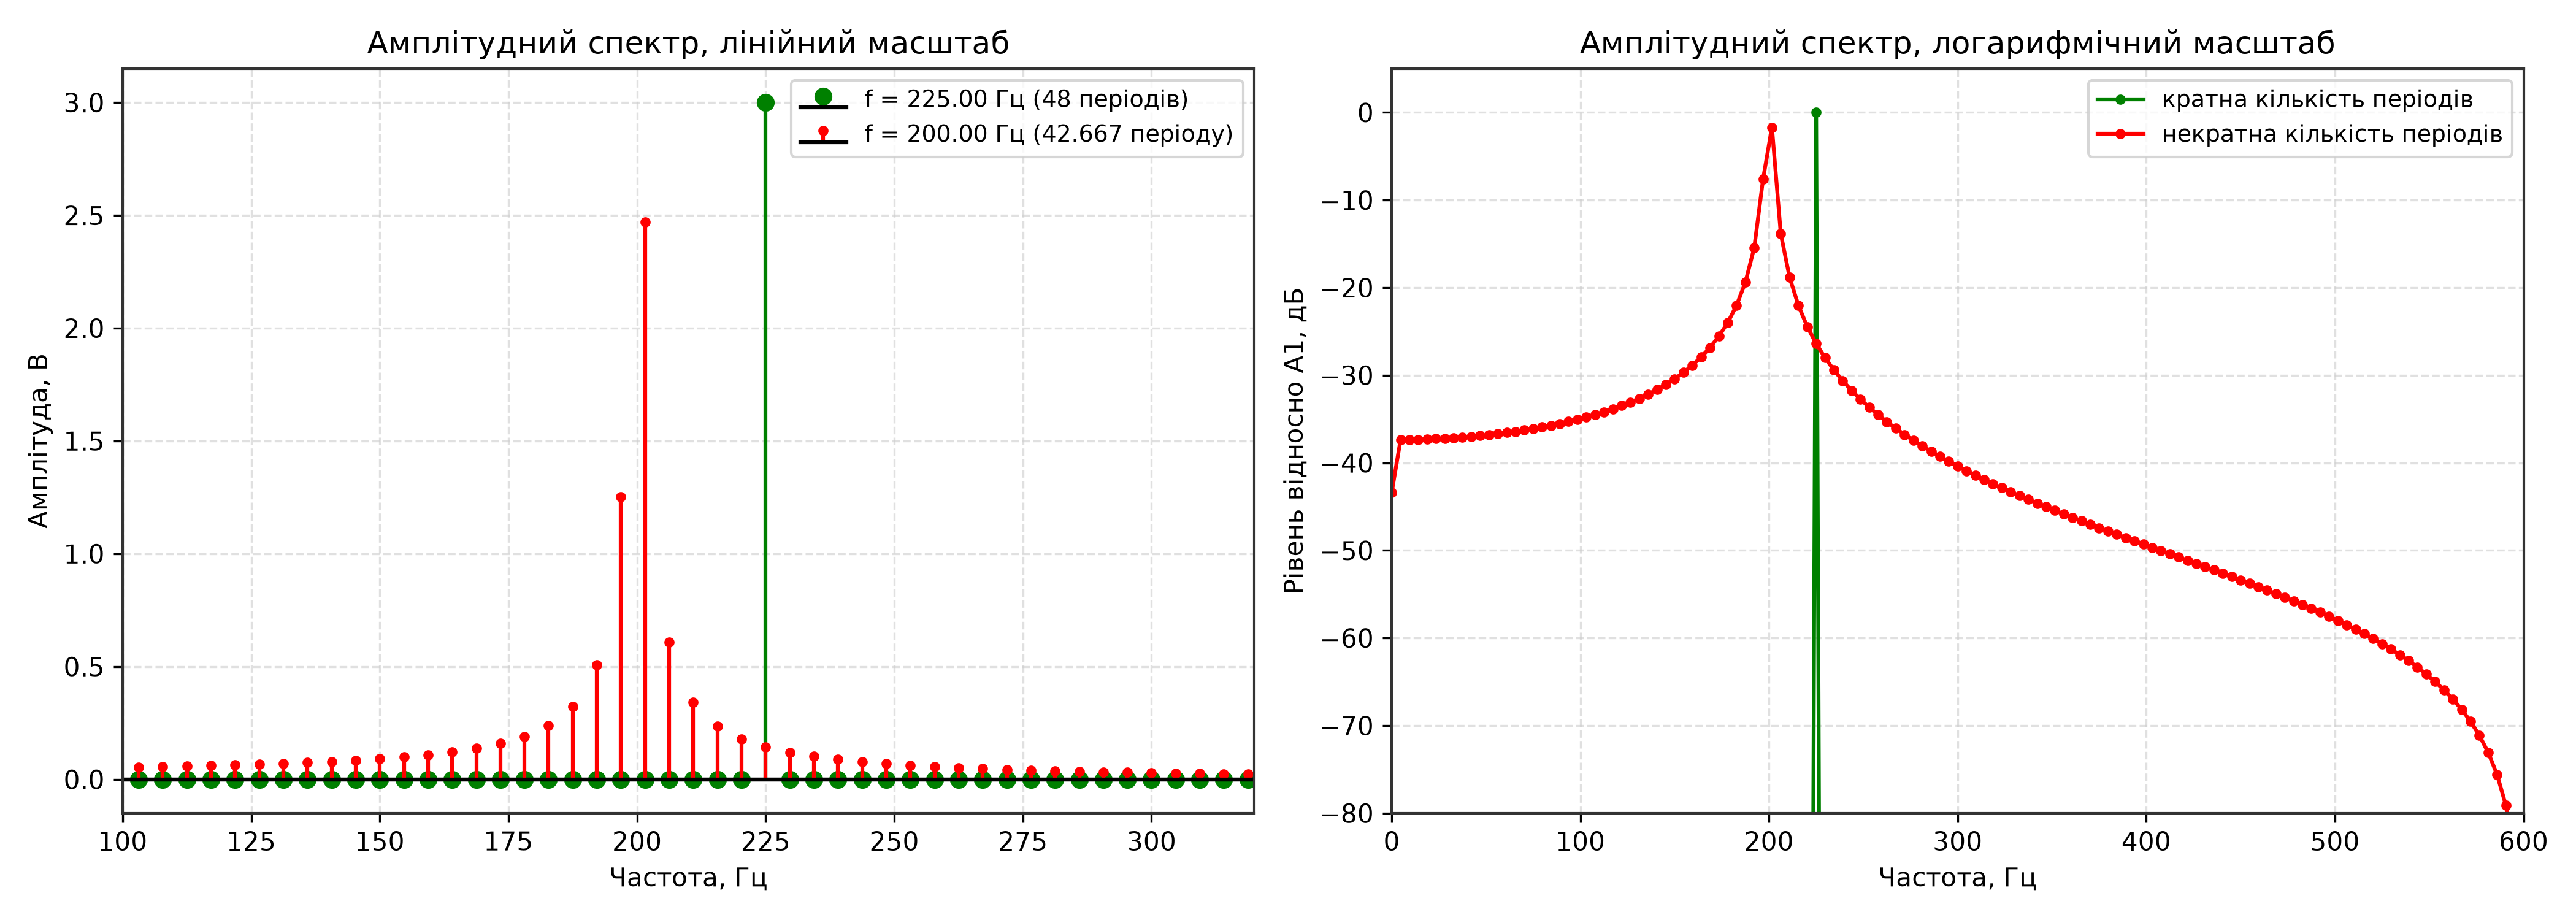 Амплітудний спектр, лінійний масштаб
Амплітуда, В
3.0
2.5
2.0
1.5
1.0
0.5
0.0
f = 225.00 Гц (48 періодів)
f = 200.00 Гц (42.667 періоду)
100 125 150 175 200 225 250 275 300
Частота, Гц
Амплітудний спектр, логарифмічний масштаб
Рівень відносно A1, дБ
0
−10
−20
−30
−40
−50
−60
−70
−80
кратна кількість періодів
некратна кількість періодів
0 100 200 300 400 500 600
Частота, Гц